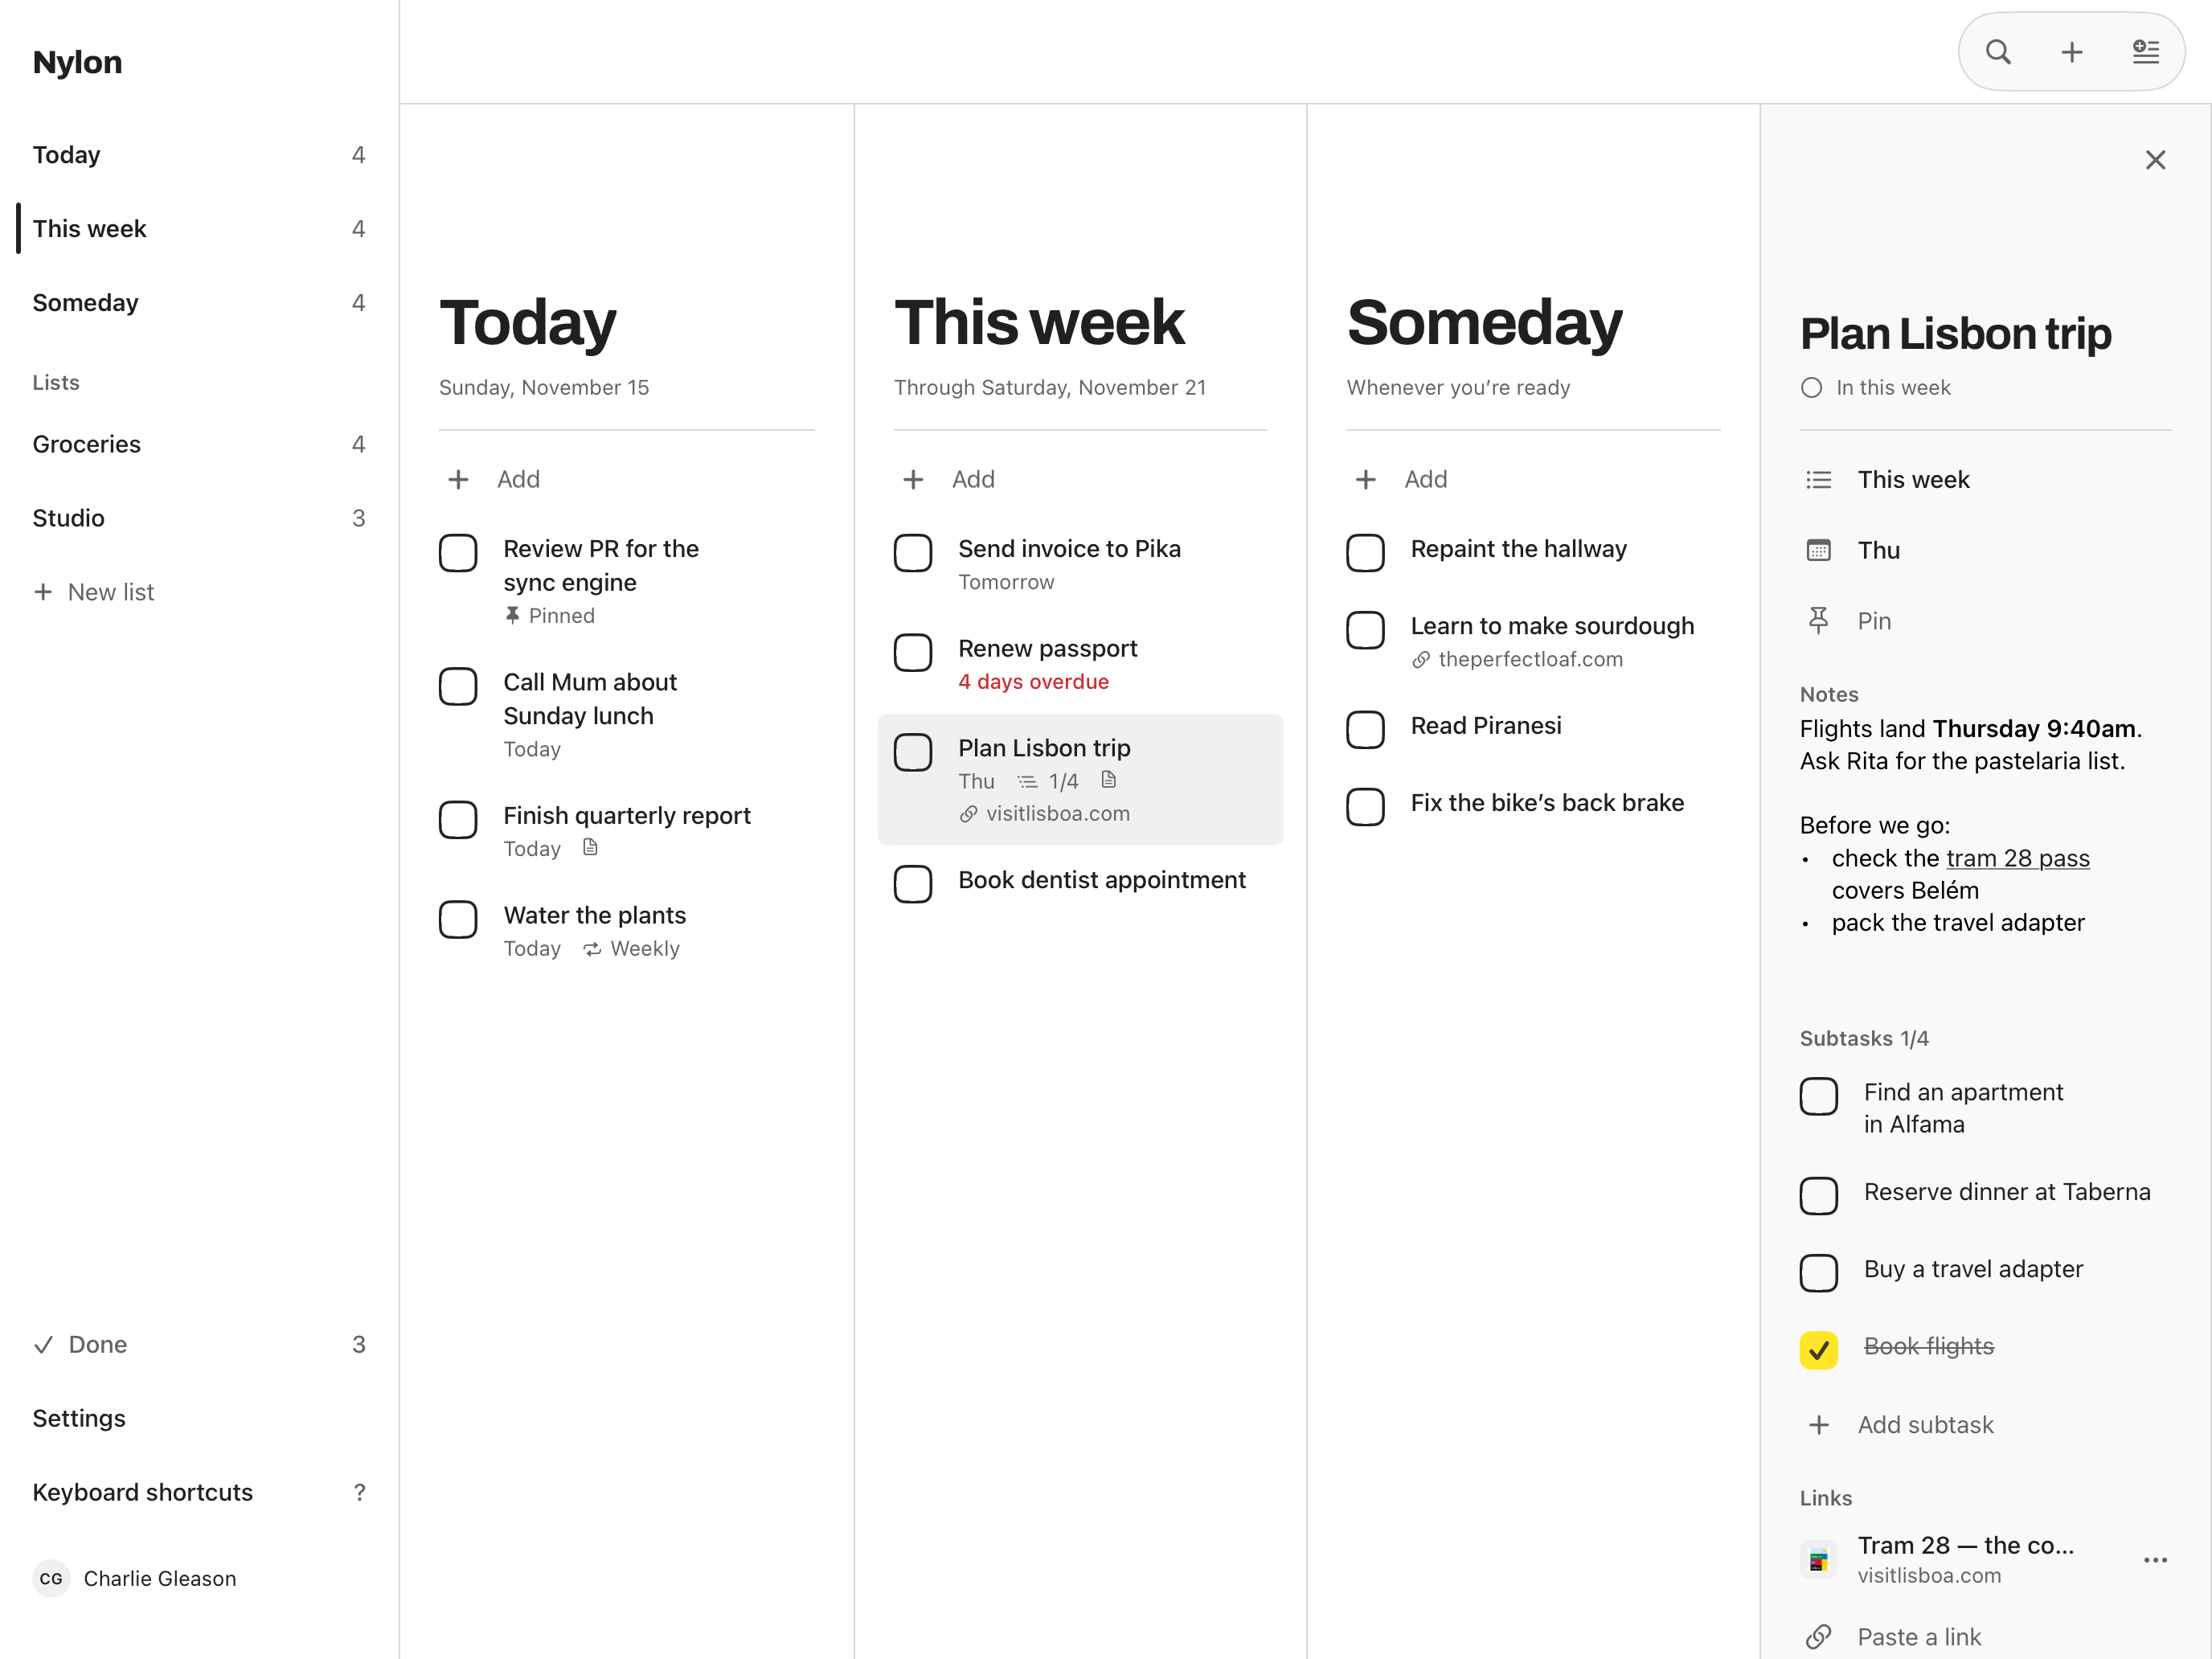 Nylon
Today 4
This week 4
Someday 4
Lists
Groceries 4
Studio 3
New list
Done 3
Settings
Keyboard shortcuts ?
CG Charlie Gleason
Today
Sunday, November 15
Add
Review PR for the
sync engine
Pinned
Call Mum about
Sunday lunch
Today
Finish quarterly report
Today
Water the plants
Today Weekly
This week
Through Saturday, November 21
Add
Send invoice to Pika
Tomorrow
Renew passport
4 days overdue
Plan Lisbon trip
Thu 1/4
visitlisboa.com
Book dentist appointment
Someday
Whenever you’re ready
Add
Repaint the hallway
Learn to make sourdough
theperfectloaf.com
Read Piranesi
Fix the bike’s back brake
Plan Lisbon trip
In this week
This week
Thu
Pin
Notes
Flights land Thursday 9:40am.
Ask Rita for the pastelaria list.
Before we go:
• check the tram 28 pass
covers Belém
• pack the travel adapter
Subtasks 1/4
Find an apartment
in Alfama
Reserve dinner at Taberna
Buy a travel adapter
Book flights
Add subtask
Links
Tram 28 — the co...
visitlisboa.com
Paste a link